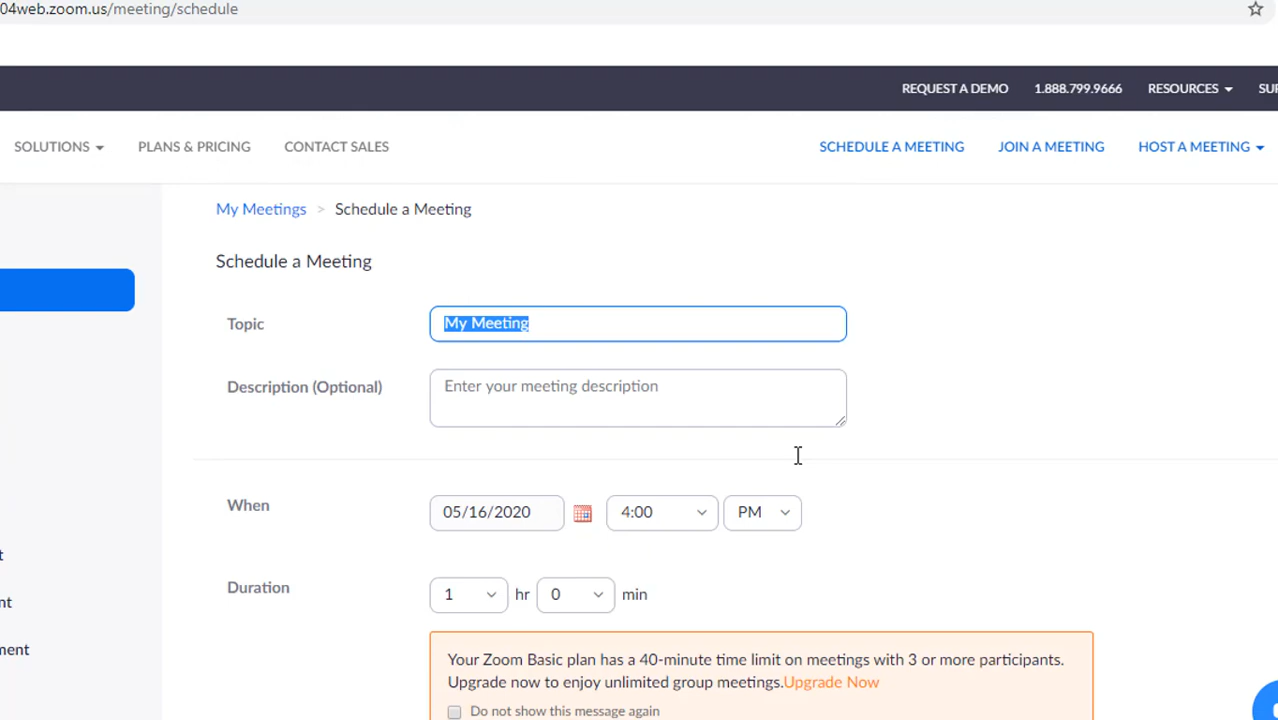 04web.zoom.us/meeting/schedule
REQUEST A DEMO 1.888.799.9666 RESOURCES
SOLUTIONS PLANS & PRICING CONTACT SALES SCHEDULE A MEETING JOIN A MEETING HOST A MEETING
My Meetings > Schedule a Meeting
Schedule a Meeting
Topic My Meeting
Description (Optional) Enter your meeting description
When 05/16/2020 4:00 PM
Duration 1 hr 0 min
Your Zoom Basic plan has a 40-minute time limit on meetings with 3 or more participants.
Upgrade now to enjoy unlimited group meetings.Upgrade Now
Do not show this message again